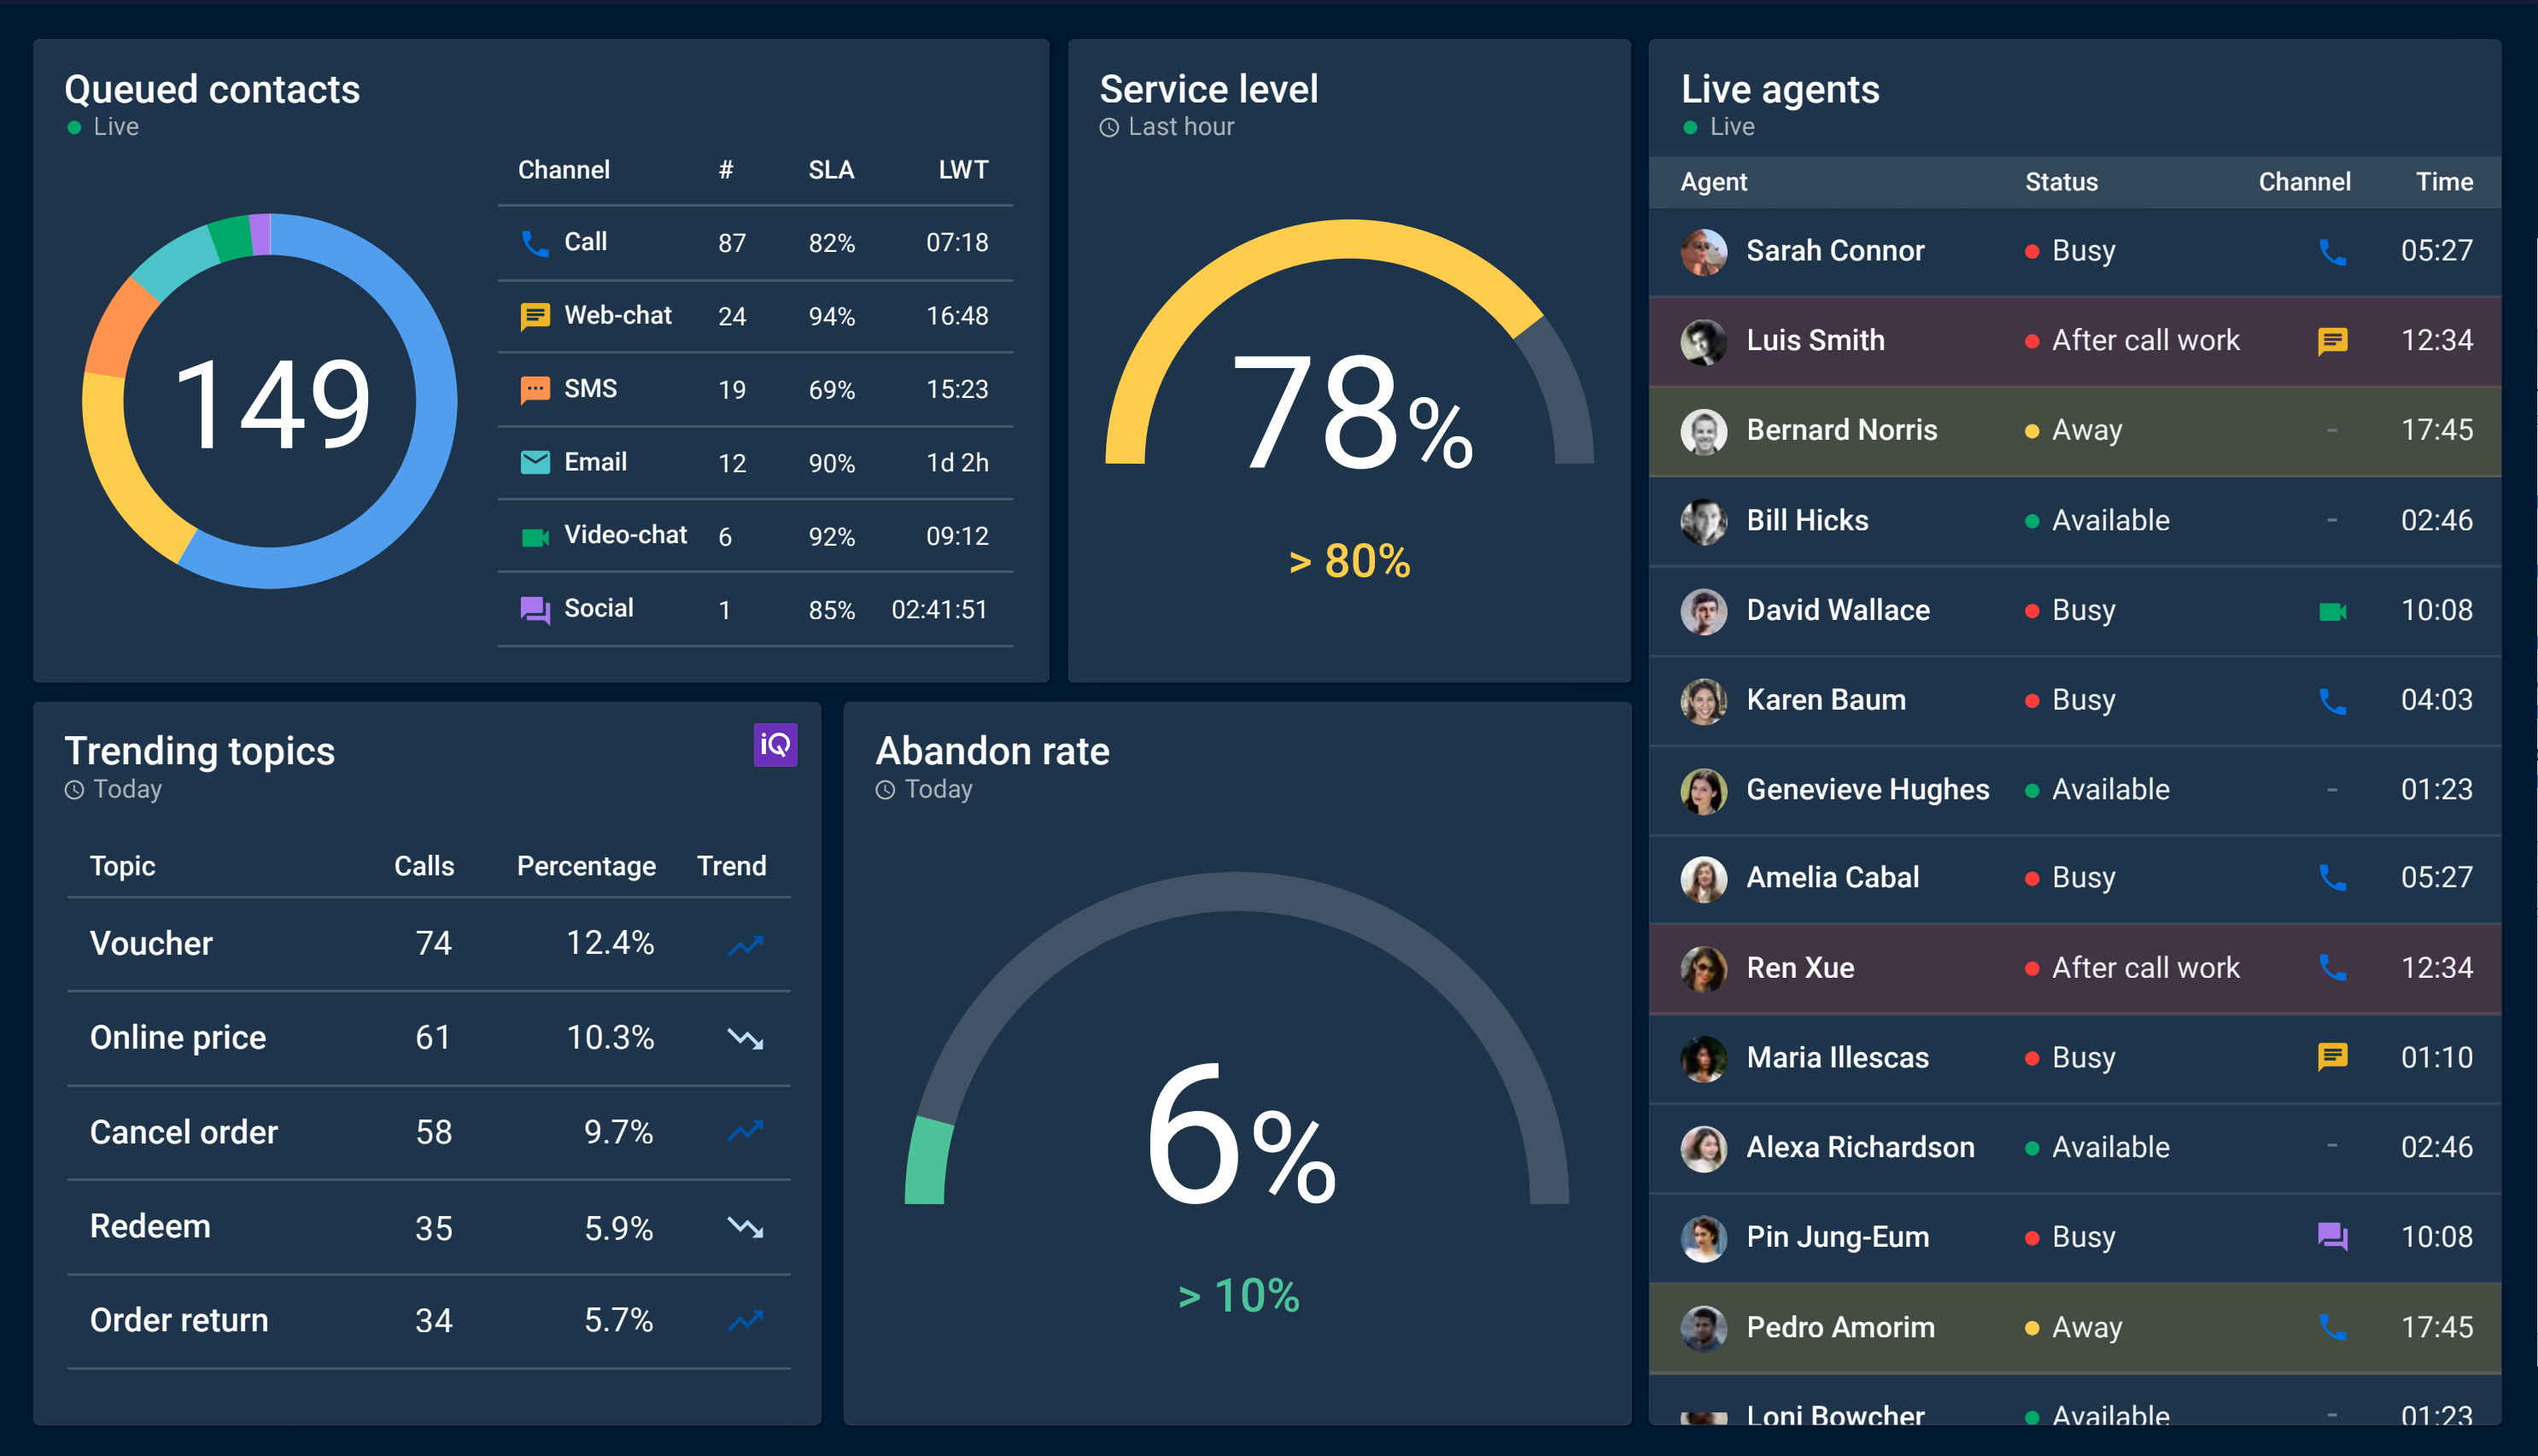 Queued contacts
Live
149
Channel # SLA LWT
Call 87 82% 07:18
Web-chat 24 94% 16:48
SMS 19 69% 15:23
Email 12 90% 1d 2h
Video-chat 6 92% 09:12
Social 1 85% 02:41:51
Service level
Last hour
78%
> 80%
Trending topics
iQ
Today
Topic Calls Percentage Trend
Voucher 74 12.4%
Online price 61 10.3%
Cancel order 58 9.7%
Redeem 35 5.9%
Order return 34 5.7%
Abandon rate
Today
6%
> 10%
Live agents
Live
Agent Status Channel Time
Sarah Connor Busy 05:27
Luis Smith After call work 12:34
Bernard Norris Away - 17:45
Bill Hicks Available - 02:46
David Wallace Busy 10:08
Karen Baum Busy 04:03
Genevieve Hughes Available - 01:23
Amelia Cabal Busy 05:27
Ren Xue After call work 12:34
Maria Illescas Busy 01:10
Alexa Richardson Available - 02:46
Pin Jung-Eum Busy 10:08
Pedro Amorim Away 17:45
Loni Bowcher Available - 01:23